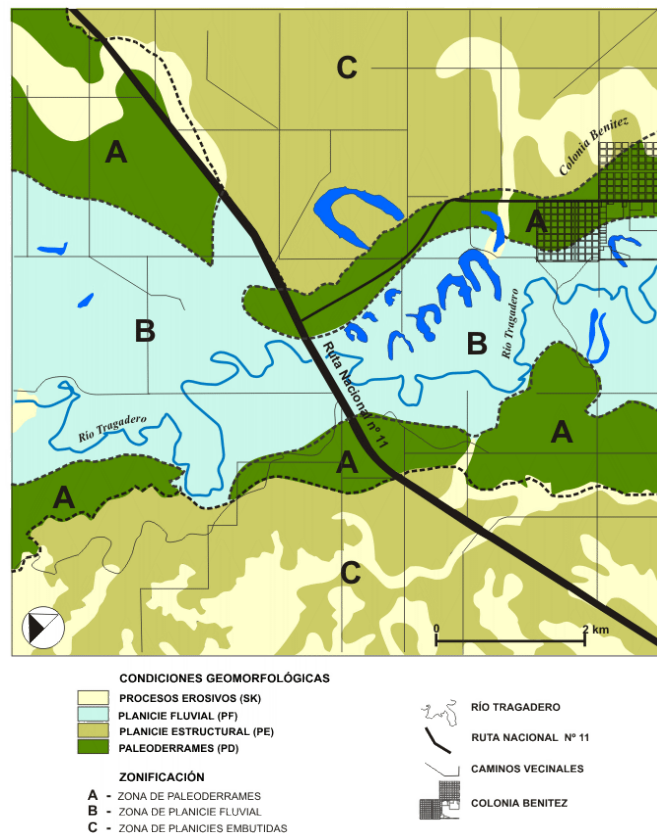 C
A
Colonia Benitez
A
B
B
Río Tragadero
Ruta Nacional nº 11
Río Tragadero
A
A
A
C
0
2 km
CONDICIONES GEOMORFOLÓGICAS
PROCESOS EROSIVOS (SK)
PLANICIE FLUVIAL (PF)
PLANICIE ESTRUCTURAL (PE)
PALEODERRAMES (PD)
ZONIFICACIÓN
A - ZONA DE PALEODERRAMES
B - ZONA DE PLANICIE FLUVIAL
C - ZONA DE PLANICIES EMBUTIDAS
RÍO TRAGADERO
RUTA NACIONAL Nº 11
CAMINOS VECINALES
COLONIA BENITEZ